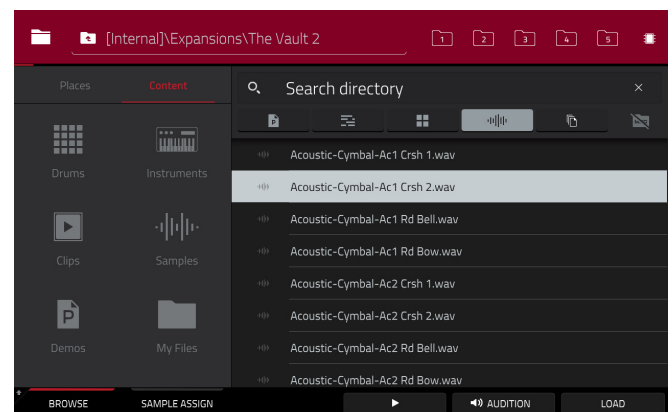 [Internal]\Expansions\The Vault 2
1 2 3 4 5
Places Content
Search directory
P
Drums Instruments
Clips Samples
P
Demos My Files
Acoustic-Cymbal-Ac1 Crsh 1.wav
Acoustic-Cymbal-Ac1 Crsh 2.wav
Acoustic-Cymbal-Ac1 Rd Bell.wav
Acoustic-Cymbal-Ac1 Rd Bow.wav
Acoustic-Cymbal-Ac2 Crsh 1.wav
Acoustic-Cymbal-Ac2 Crsh 2.wav
Acoustic-Cymbal-Ac2 Rd Bell.wav
Acoustic-Cymbal-Ac2 Rd Bow.wav
BROWSE SAMPLE ASSIGN AUDITION LOAD